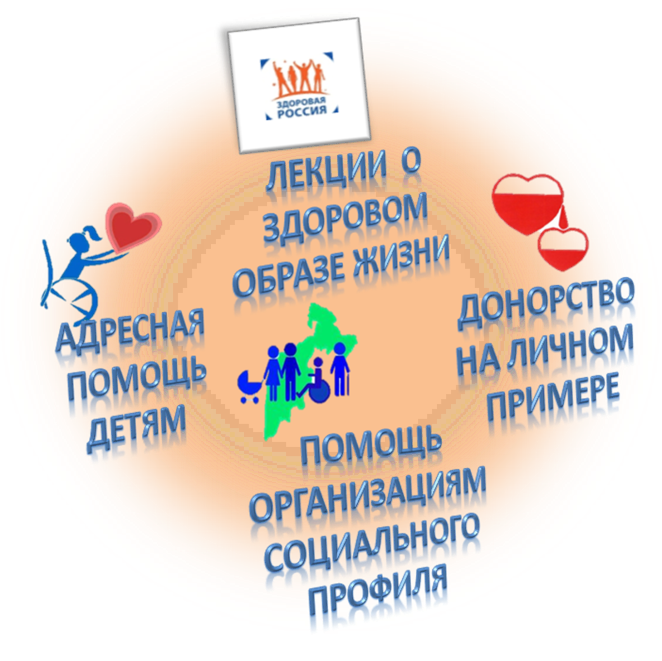 ЗДОРОВАЯ
РОССИЯ
ЛЕКЦИИ О
ЗДОРОВОМ
ОБРАЗЕ ЖИЗНИ
АДРЕСНАЯ
ПОМОЩЬ
ДЕТЯМ
ДОНОРСТВО
НА ЛИЧНОМ
ПРИМЕРЕ
ПОМОЩЬ
ОРГАНИЗАЦИЯМ
СОЦИАЛЬНОГО
ПРОФИЛЯ